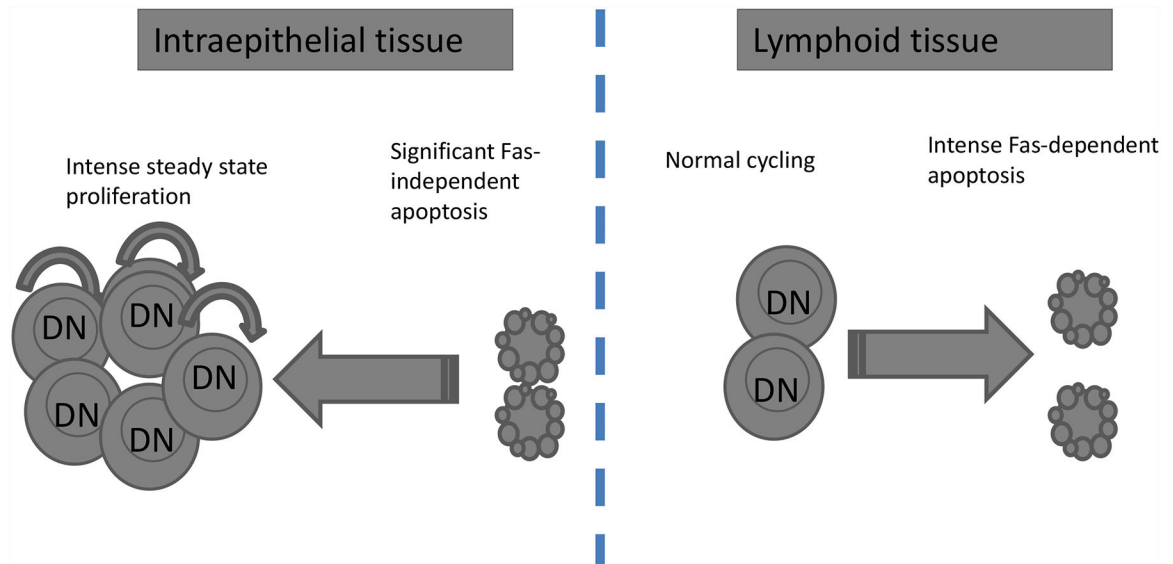 Intraepithelial tissue
Lymphoid tissue
Intense steady state
proliferation
Significant Fas-
independent
apoptosis
Normal cycling
Intense Fas-dependent
apoptosis
DN
DN
DN
DN
DN
DN
DN